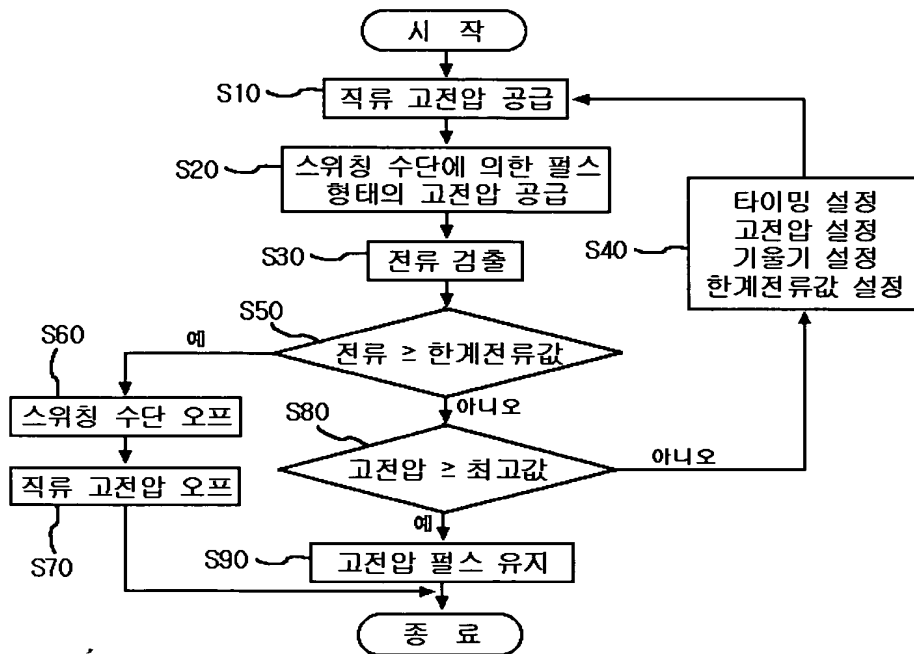 시 작
S10
직류 고전압 공급
S20
스위칭 수단에 의한 펄스
형태의 고전압 공급
S30
전류 검출
S40
타이밍 설정
고전압 설정
기울기 설정
한계전류값 설정
S50
전류 ≥ 한계전류값
예
아니오
S60
스위칭 수단 오프
S70
직류 고전압 오프
S80
고전압 ≥ 최고값
아니오
예
S90
고전압 펄스 유지
종 료